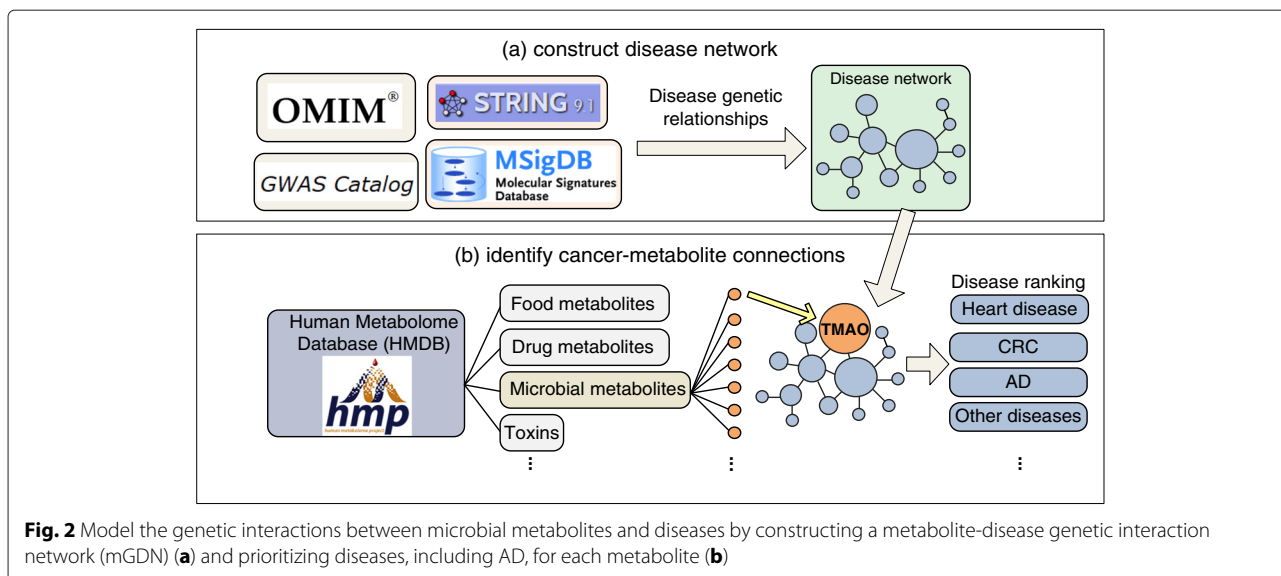 (a) construct disease network
OMIM®
STRING 9.1
GWAS Catalog
MSigDB
Molecular Signatures
Database
Disease genetic
relationships
Disease network
(b) identify cancer-metabolite connections
Human Metabolome
Database (HMDB)
hmp
human metabolome project
Food metabolites
Drug metabolites
Microbial metabolites
Toxins
TMAO
Disease ranking
Heart disease
CRC
AD
Other diseases
Fig. 2 Model the genetic interactions between microbial metabolites and diseases by constructing a metabolite-disease genetic interaction
network (mGDN) (a) and prioritizing diseases, including AD, for each metabolite (b)